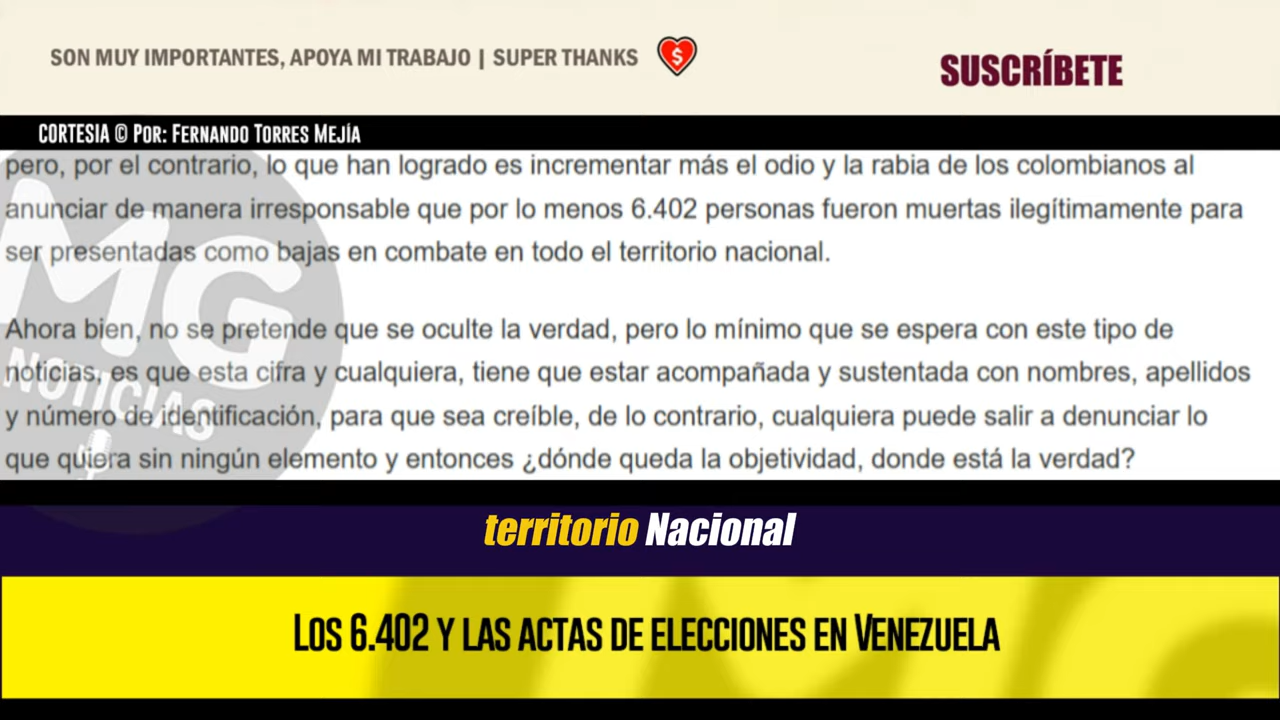 SON MUY IMPORTANTES, APOYA MI TRABAJO | SUPER THANKS $
SUSCRÍBETE
CORTESIA © POR: FERNANDO TORRES MEJÍA
pero, por el contrario, lo que han logrado es incrementar más el odio y la rabia de los colombianos al
anunciar de manera irresponsable que por lo menos 6.402 personas fueron muertas ilegítimamente para
ser presentadas como bajas en combate en todo el territorio nacional.
Ahora bien, no se pretende que se oculte la verdad, pero lo mínimo que se espera con este tipo de
noticias, es que esta cifra y cualquiera, tiene que estar acompañada y sustentada con nombres, apellidos
y número de identificación, para que sea creíble, de lo contrario, cualquiera puede salir a denunciar lo
que quiera sin ningún elemento y entonces ¿dónde queda la objetividad, donde está la verdad?
MG
NOTICIAS
territorio Nacional
LOS 6.402 Y LAS ACTAS DE ELECCIONES EN VENEZUELA